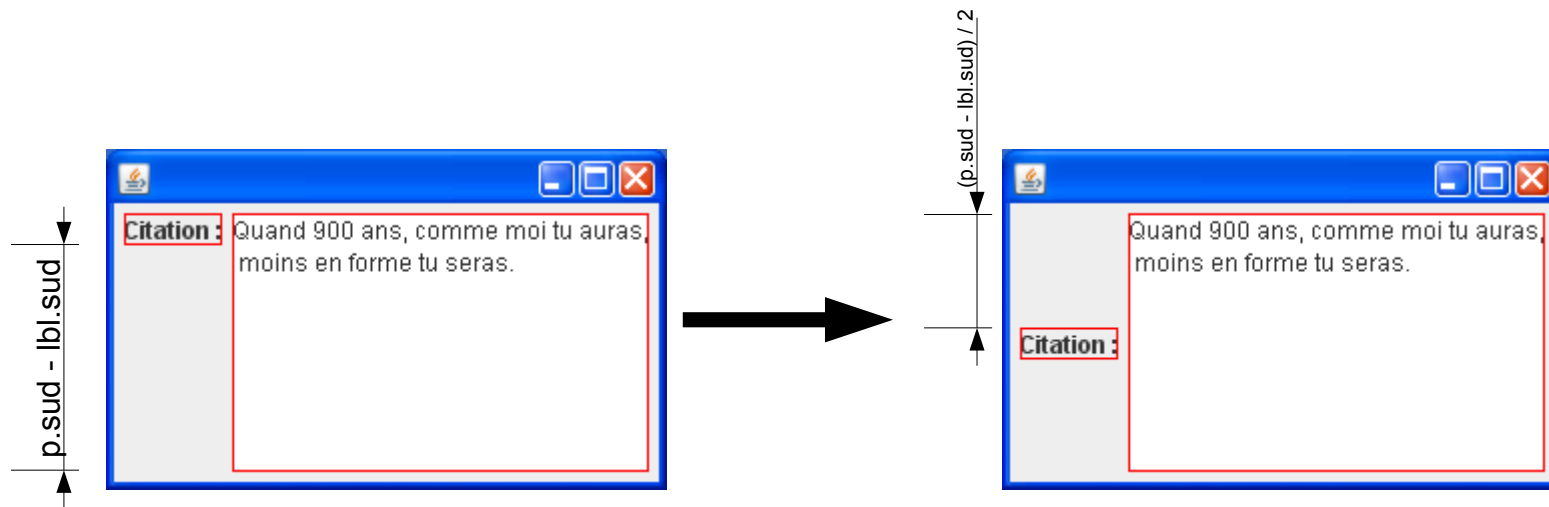 p.sud - lbl.sud
Citation :
Quand 900 ans, comme moi tu auras,
moins en forme tu seras.
(p.sud - lbl.sud) / 2
Quand 900 ans, comme moi tu auras,
moins en forme tu seras.
Citation :